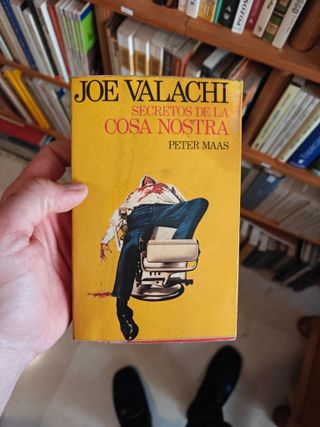 JOE VALACHI
SECRETOS DE LA
COSA NOSTRA
PETER MAAS